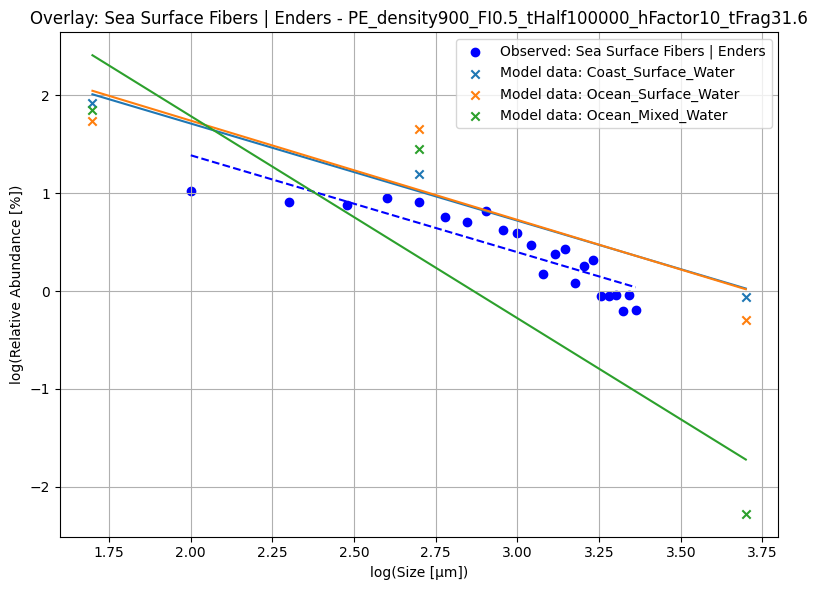 Overlay: Sea Surface Fibers | Enders - PE_density900_FI0.5_tHalf100000_hFactor10_tFrag31.6
Observed: Sea Surface Fibers | Enders
Model data: Coast_Surface_Water
Model data: Ocean_Surface_Water
Model data: Ocean_Mixed_Water
log(Relative Abundance [%])
2
1
0
−1
−2
1.75 2.00 2.25 2.50 2.75 3.00 3.25 3.50 3.75
log(Size [μm])